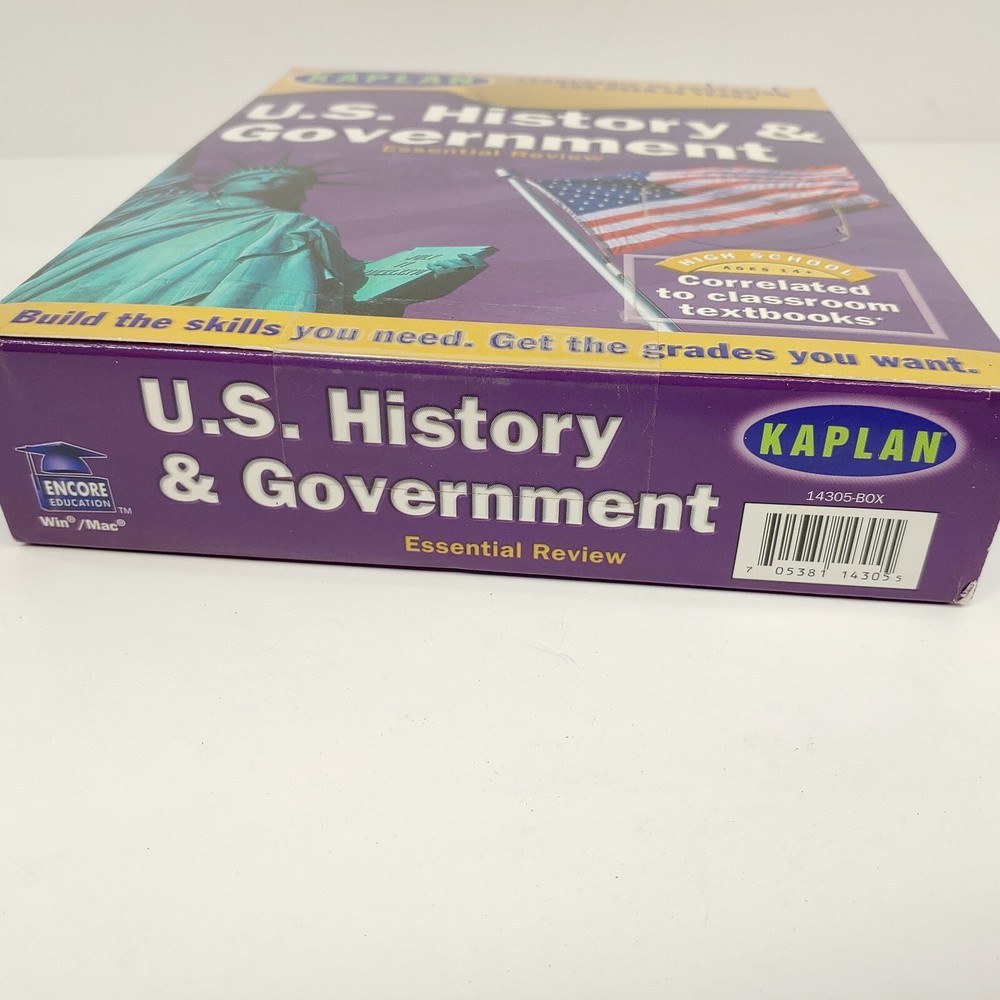 KAPLAN
U.S. History &
Government
Essential Review
HIGH SCHOOL
AGES 14+
Correlated
to classroom
textbooks*
Build the skills you need. Get the grades you want.
U.S. History
& Government
Essential Review
ENCORE
EDUCATION™
Win® /Mac®
KAPLAN
14305-BOX
7 05381 14305 5